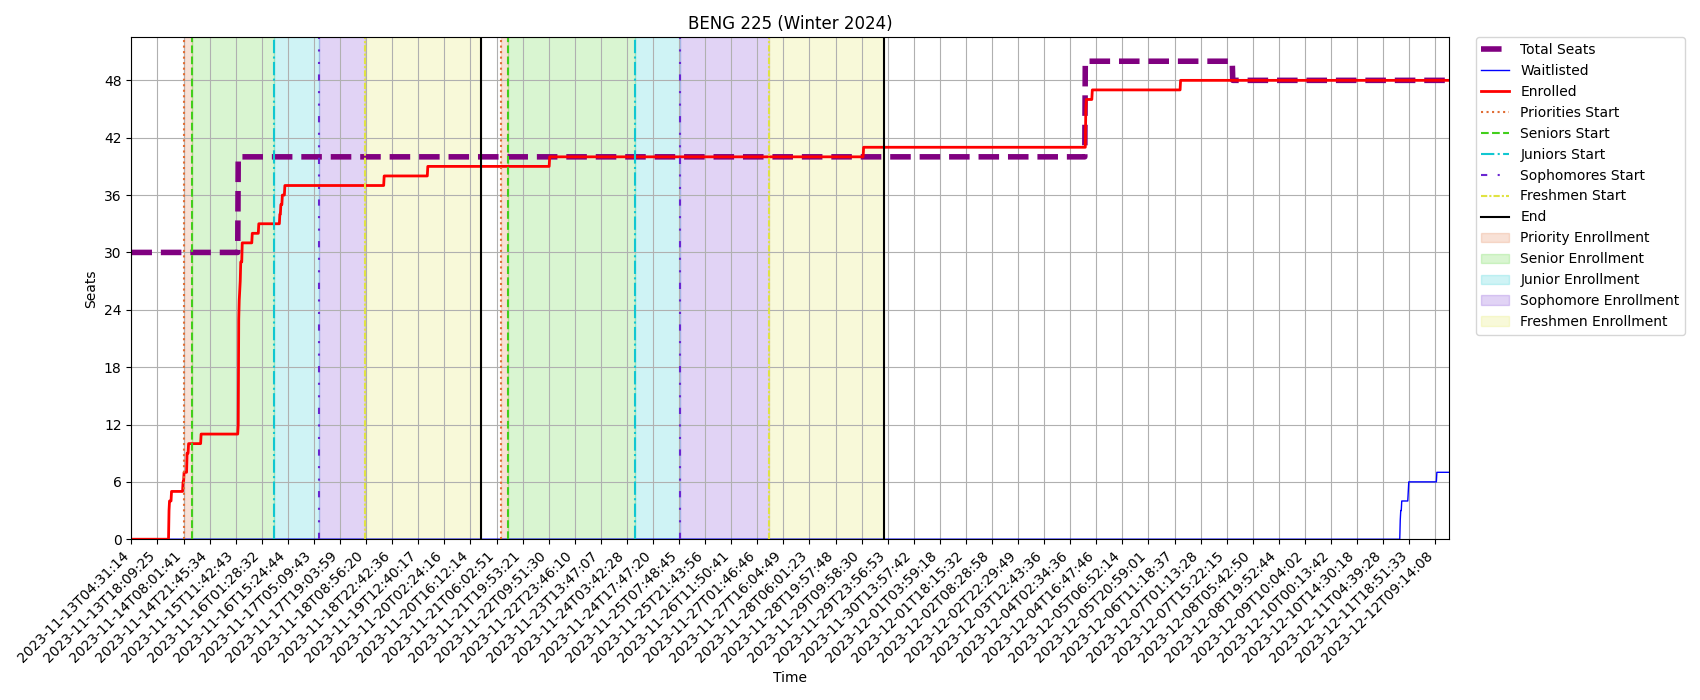 BENG 225 (Winter 2024)
Seats
48
42
36
30
24
18
12
6
0
2023-11-13T04:31:14
2023-11-13T18:09:25
2023-11-14T08:01:41
2023-11-14T21:45:34
2023-11-15T11:42:43
2023-11-16T01:28:32
2023-11-16T15:24:44
2023-11-17T05:09:43
2023-11-17T19:03:59
2023-11-18T08:56:20
2023-11-18T22:42:36
2023-11-19T12:40:17
2023-11-20T02:24:16
2023-11-20T16:12:14
2023-11-21T06:02:51
2023-11-21T19:53:21
2023-11-22T09:51:30
2023-11-22T23:46:10
2023-11-23T13:47:07
2023-11-24T03:42:28
2023-11-24T17:47:20
2023-11-25T07:48:45
2023-11-25T21:43:56
2023-11-26T11:50:41
2023-11-27T01:46:46
2023-11-27T16:04:49
2023-11-28T06:01:23
2023-11-28T19:57:48
2023-11-29T09:58:30
2023-11-29T23:56:53
2023-11-30T13:57:42
2023-12-01T03:59:18
2023-12-01T18:15:32
2023-12-02T08:28:58
2023-12-02T22:29:49
2023-12-03T12:43:36
2023-12-04T02:34:36
2023-12-04T16:47:46
2023-12-05T06:52:14
2023-12-05T20:59:01
2023-12-06T11:18:37
2023-12-07T01:13:28
2023-12-07T15:22:15
2023-12-08T05:42:50
2023-12-08T19:52:44
2023-12-09T10:04:02
2023-12-10T00:13:42
2023-12-10T14:30:18
2023-12-11T04:39:28
2023-12-11T18:51:33
2023-12-12T09:14:08
Time
Total Seats
Waitlisted
Enrolled
Priorities Start
Seniors Start
Juniors Start
Sophomores Start
Freshmen Start
End
Priority Enrollment
Senior Enrollment
Junior Enrollment
Sophomore Enrollment
Freshmen Enrollment